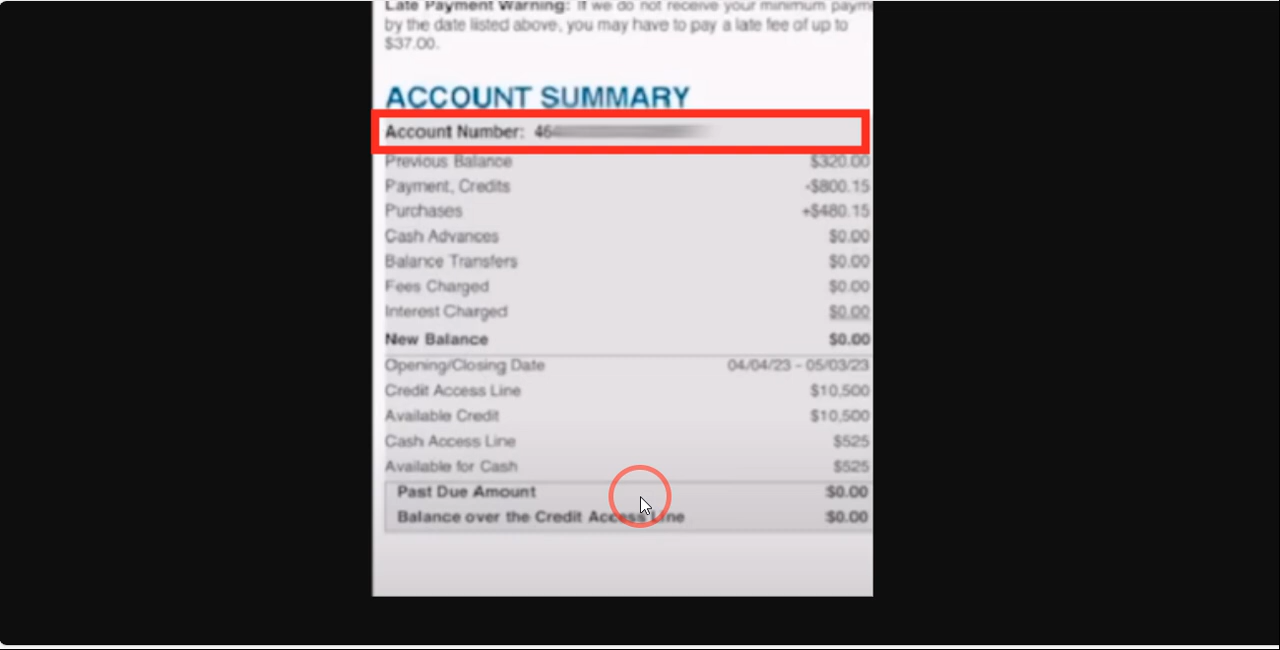 Late Payment Warning: If we do not receive your minimum paym
by the date listed above, you may have to pay a late fee of up to
$37.00.
ACCOUNT SUMMARY
Account Number: 464
Previous Balance $320.00
Payment, Credits -$800.15
Purchases +$480.15
Cash Advances $0.00
Balance Transfers $0.00
Fees Charged $0.00
Interest Charged $0.00
New Balance $0.00
Opening/Closing Date 04/04/23 - 05/03/23
Credit Access Line $10,500
Available Credit $10,500
Cash Access Line $525
Available for Cash $525
Past Due Amount $0.00
Balance over the Credit Access Line $0.00